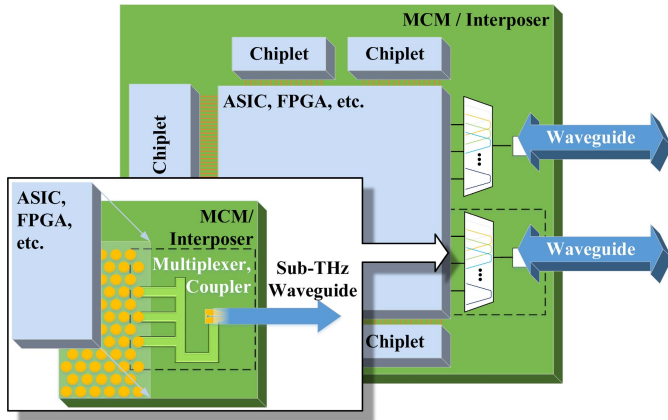 MCM / Interposer
Chiplet
Chiplet
ASIC, FPGA, etc.
Chiplet
Waveguide
Waveguide
Chiplet
ASIC,
FPGA,
etc.
MCM/
Interposer
Multiplexer,
Coupler
Sub-THz
Waveguide